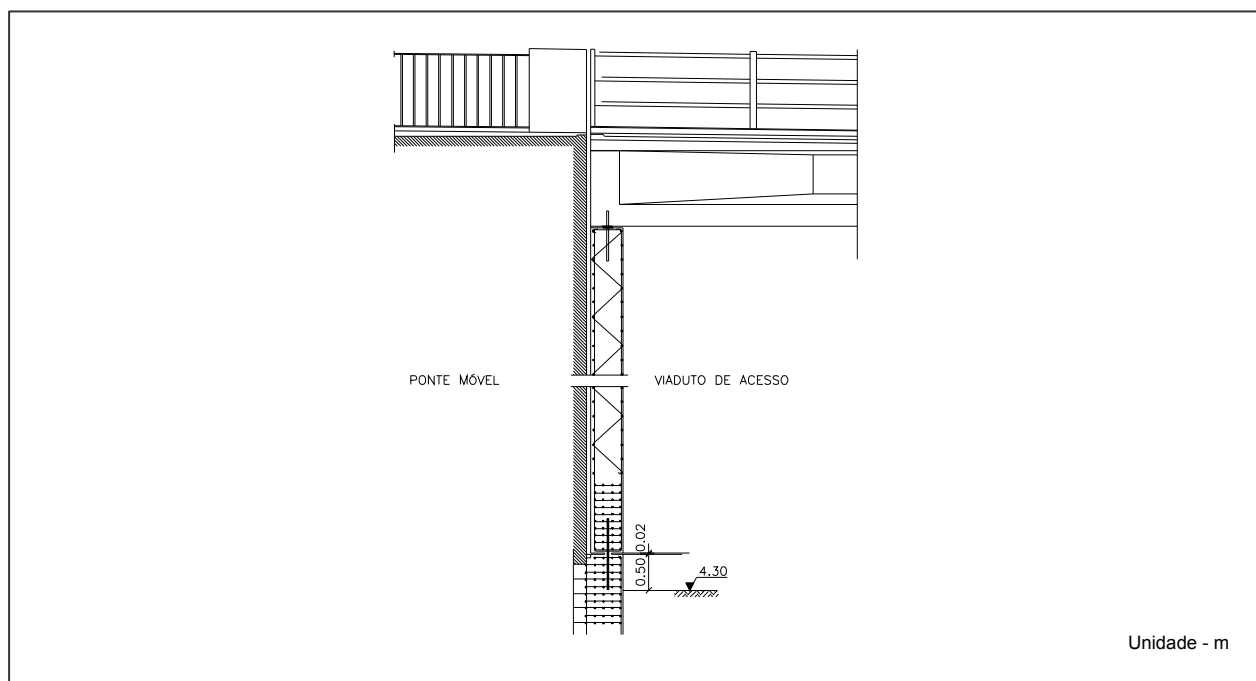 PONTE MÓVEL
VIADUTO DE ACESSO
0.02
0.50
4.30
Unidade - m